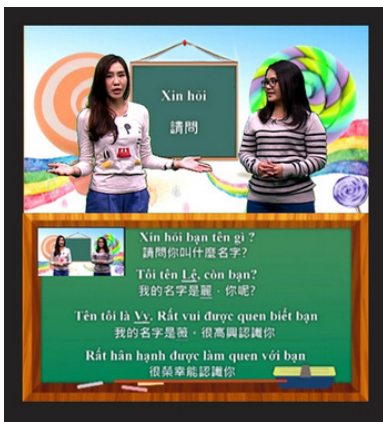 Xin hỏi
請問
Xin hỏi bạn tên gì ?
請問你叫什麼名字?
Tôi tên Lệ, còn bạn?
我的名字是麗，你呢?
Tên tôi là Vy. Rất vui được quen biết bạn
我的名字是薇，很高興認識你
Rất hân hạnh được làm quen với bạn
很榮幸能認識你